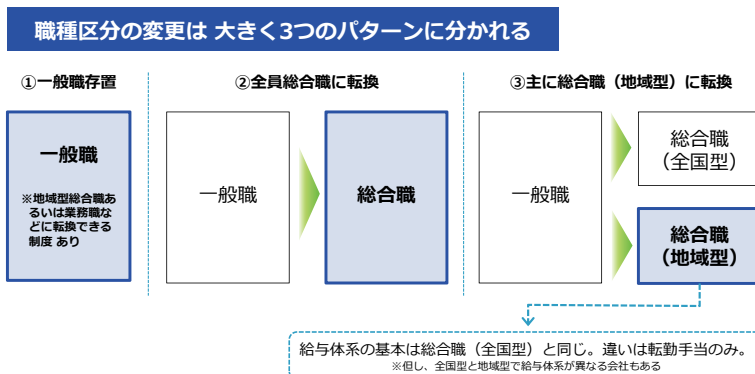 職種区分の変更は 大きく3つのパターンに分かれる
①一般職存置
一般職
※地域型総合職あ
るいは業務職な
どに転換できる
制度 あり
②全員総合職に転換
一般職
総合職
③主に総合職（地域型）に転換
一般職
総合職
（全国型）
総合職
（地域型）
給与体系の基本は総合職（全国型）と同じ。違いは転勤手当のみ。
※但し、全国型と地域型で給与体系が異なる会社もある